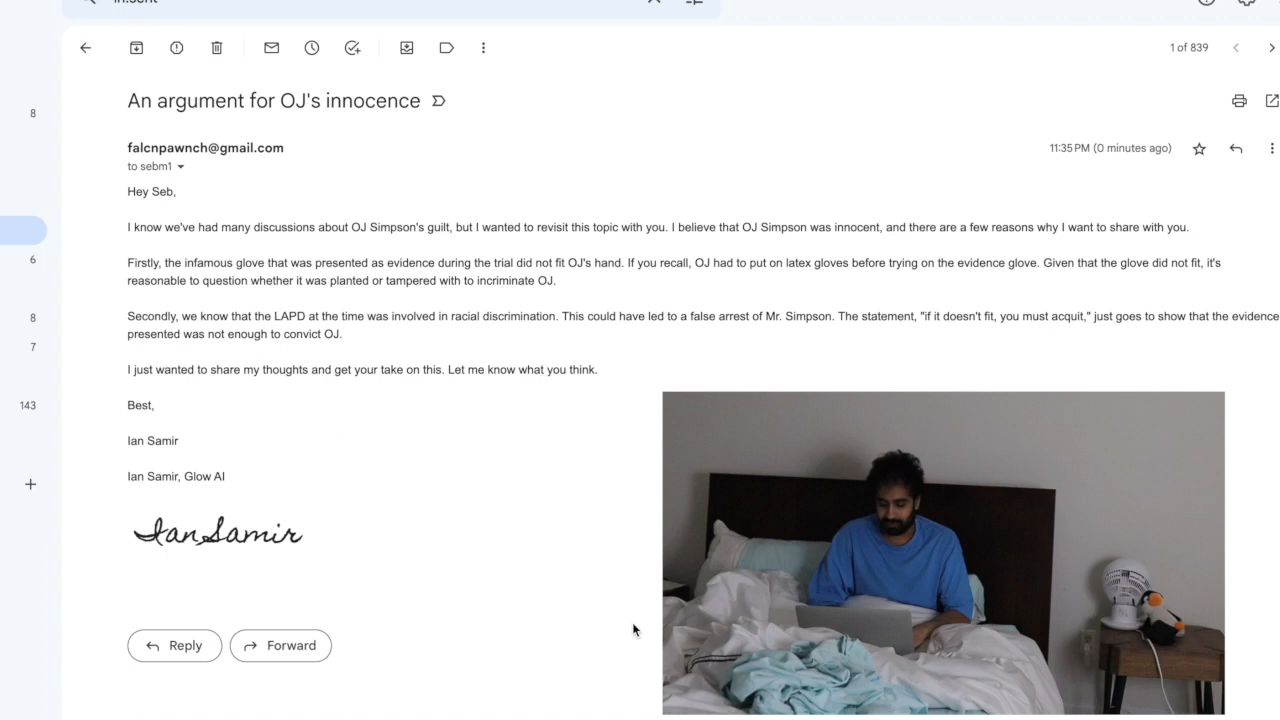 1 of 839
8
An argument for OJ's innocence
falcnpawnch@gmail.com
11:35 PM (0 minutes ago)
to sebm1
Hey Seb,
I know we've had many discussions about OJ Simpson's guilt, but I wanted to revisit this topic with you. I believe that OJ Simpson was innocent, and there are a few reasons why I want to share with you.
6
Firstly, the infamous glove that was presented as evidence during the trial did not fit OJ's hand. If you recall, OJ had to put on latex gloves before trying on the evidence glove. Given that the glove did not fit, it's
reasonable to question whether it was planted or tampered with to incriminate OJ.
8
Secondly, we know that the LAPD at the time was involved in racial discrimination. This could have led to a false arrest of Mr. Simpson. The statement, "if it doesn't fit, you must acquit," just goes to show that the evidence
presented was not enough to convict OJ.
7
I just wanted to share my thoughts and get your take on this. Let me know what you think.
143
Best,
Ian Samir
Ian Samir, Glow AI
Ian Samir
Reply
Forward